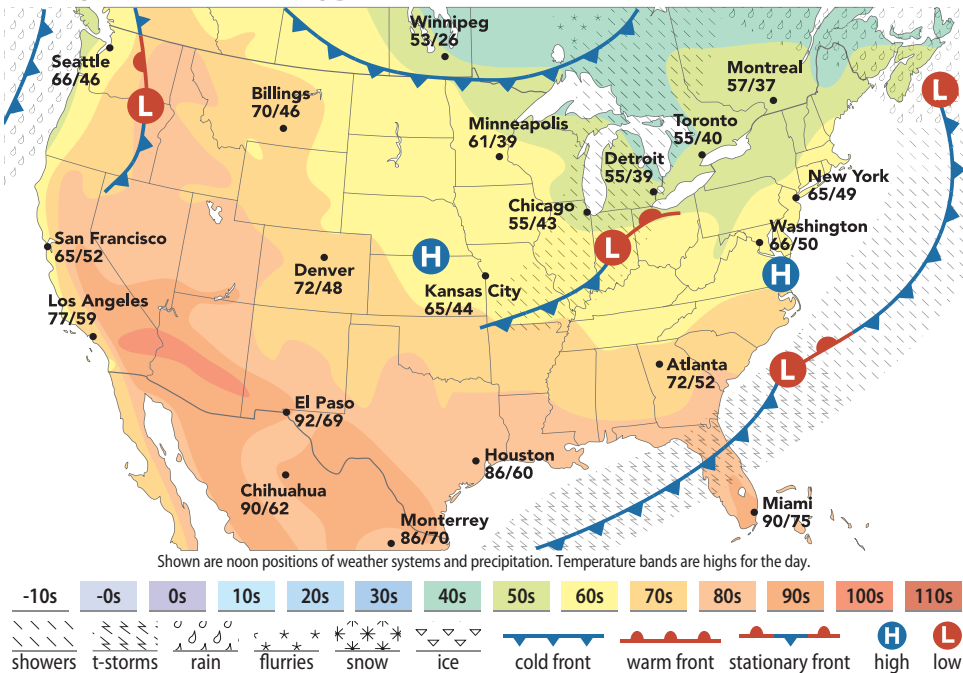 Winnipeg
53/26
Seattle
66/46
L
Billings
70/46
Montreal
57/37
L
Minneapolis
61/39
Toronto
55/40
Detroit
55/39
New York
65/49
Chicago
55/43
Washington
66/50
San Francisco
65/52
H
L
Denver
72/48
H
Kansas City
65/44
Los Angeles
77/59
L
Atlanta
72/52
El Paso
92/69
Houston
86/60
Chihuahua
90/62
Miami
90/75
Monterrey
86/70
Shown are noon positions of weather systems and precipitation. Temperature bands are highs for the day.
-10s -0s 0s 10s 20s 30s 40s 50s 60s 70s 80s 90s 100s 110s
H L
showers t-storms rain flurries snow ice cold front warm front stationary front high low